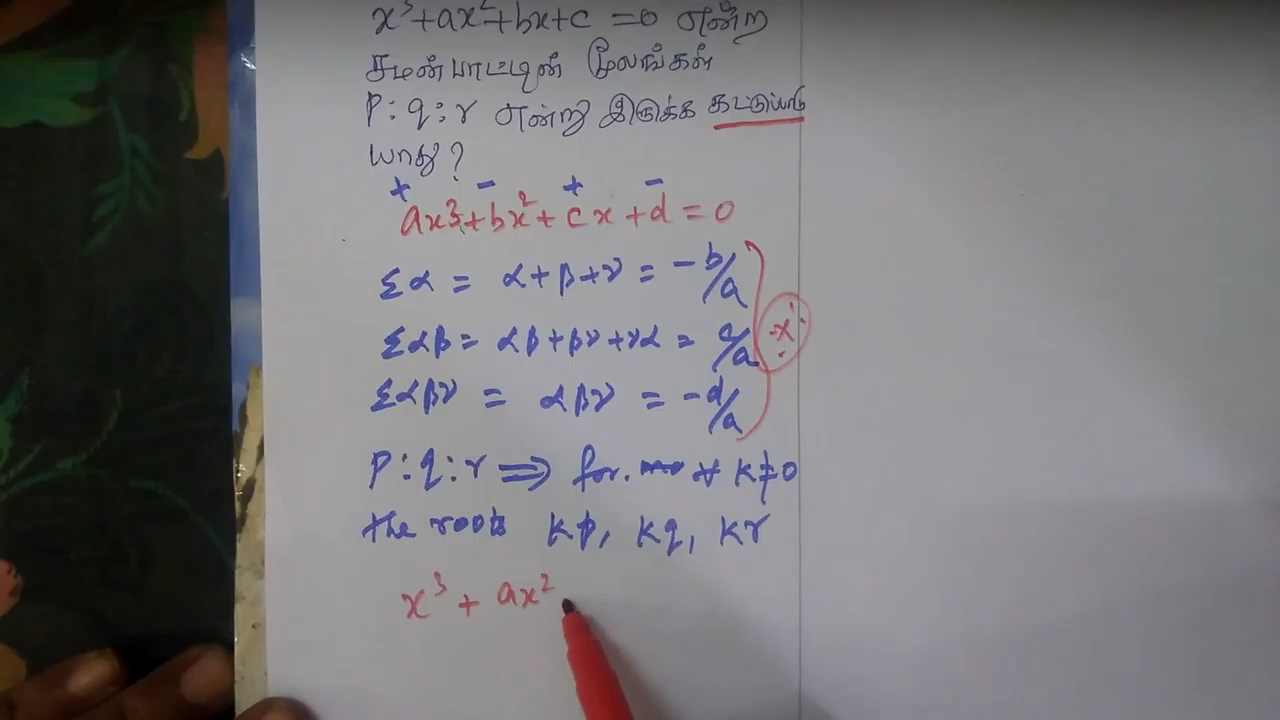 x³+ax²+bx+c =0 என்ற
சமன்பாட்டின் மூலங்கள்
p:q:r என்று இருக்க கட்டுப்பாடு
யாது?
+ - + -
ax³+bx²+cx+d=0
Σα = α+β+γ = -b/a
Σαβ = αβ+βγ+γα = c/a
Σαβγ = αβγ = -d/a
p:q:r ⟹ for. ∀ k≠0
the roots kp, kq, kr
x³ + ax²